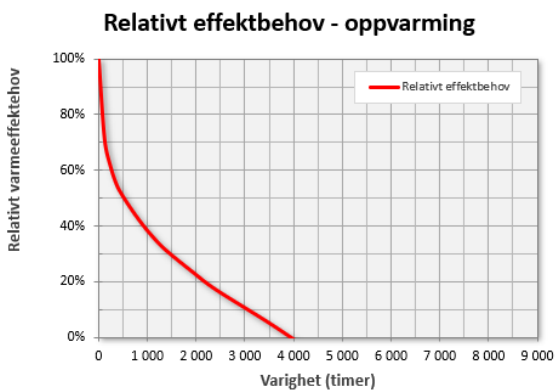 Relativt effektbehov - oppvarming
Relativt varmeeffektehov
100%
80%
60%
40%
20%
0%
Relativt effektbehov
0 1 000 2 000 3 000 4 000 5 000 6 000 7 000 8 000 9 000
Varighet (timer)